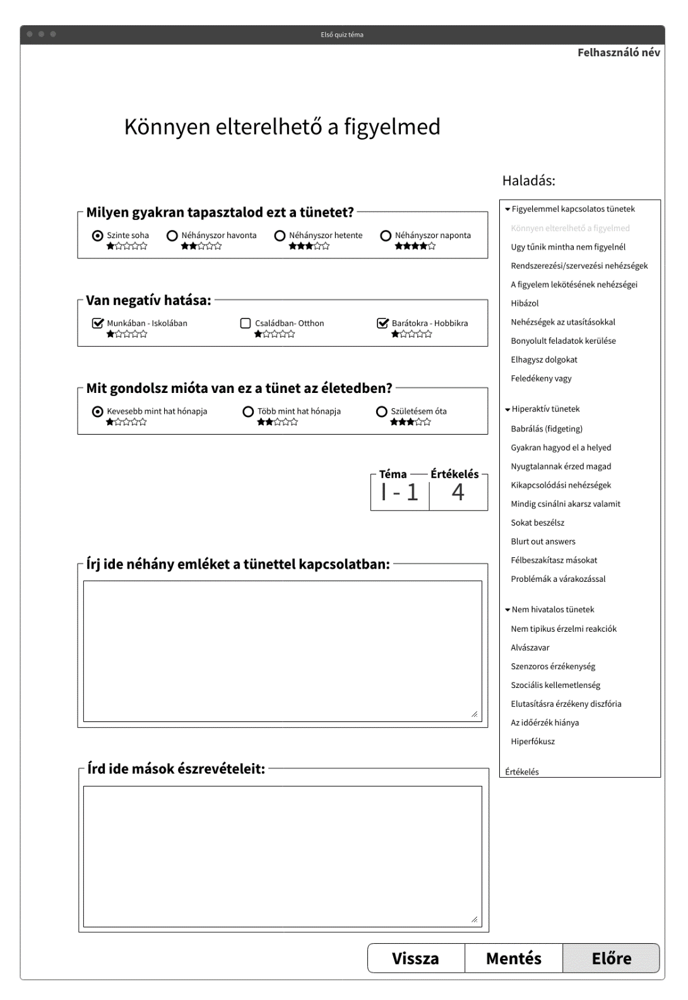 Első quiz téma
Felhasználó név
Könnyen elterelhető a figyelmed
Milyen gyakran tapasztalod ezt a tünetet?
Szinte soha
Néhányszor havonta
Néhányszor hetente
Néhányszor naponta
Van negatív hatása:
Munkában - Iskolában
Családban- Otthon
Barátokra - Hobbikra
Mit gondolsz mióta van ez a tünet az életedben?
Kevesebb mint hat hónapja
Több mint hat hónapja
Születésem óta
Téma
Értékelés
I - 1
4
Írj ide néhány emléket a tünettel kapcsolatban:
Írd ide mások észrevételeit:
Haladás:
Figyelemmel kapcsolatos tünetek
Könnyen elterelhető a figyelmed
Ugy tűnik mintha nem figyelnél
Rendszerezési/szervezési nehézségek
A figyelem lekötésének nehézségei
Hibázol
Nehézségek az utasításokkal
Bonyolult feladatok kerülése
Elhagysz dolgokat
Feledékeny vagy
Hiperaktív tünetek
Babrálás (fidgeting)
Gyakran hagyod el a helyed
Nyugtalannak érzed magad
Kikapcsolódási nehézségek
Mindig csinálni akarsz valamit
Sokat beszélsz
Blurt out answers
Félbeszakítasz másokat
Problémák a várakozással
Nem hivatalos tünetek
Nem tipikus érzelmi reakciók
Alvászavar
Szenzoros érzékenység
Szociális kellemetlenség
Elutasításra érzékeny diszfória
Az időérzék hiánya
Hiperfókusz
Értékelés
Vissza
Mentés
Előre